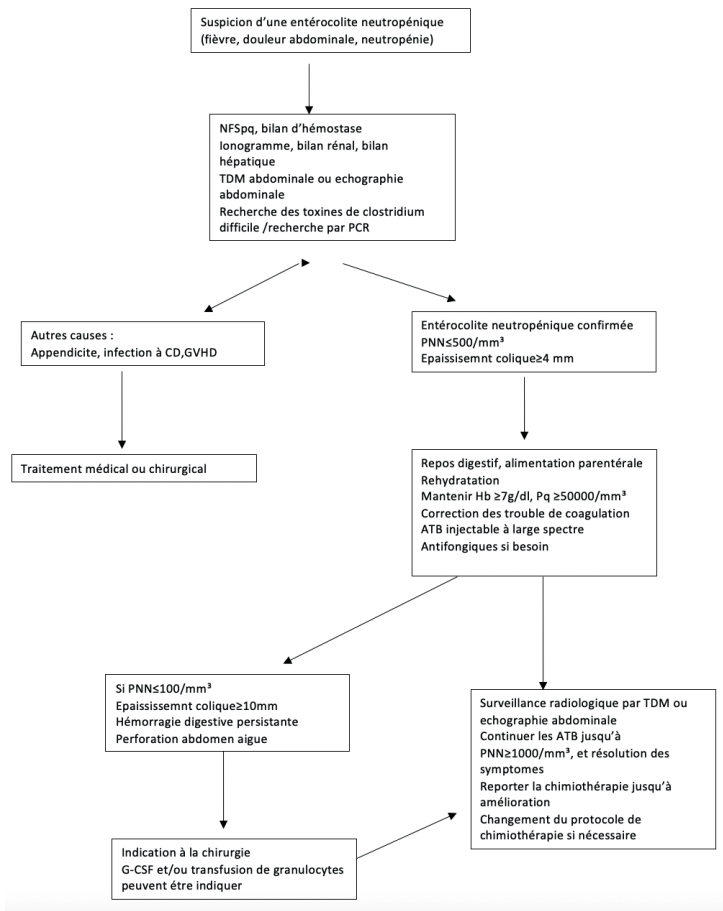 Suspicion d’une entérocolite neutropénique
(fièvre, douleur abdominale, neutropénie)
NFSpq, bilan d’hémostase
Ionogramme, bilan rénal, bilan
hépatique
TDM abdominale ou echographie
abdominale
Recherche des toxines de clostridium
difficile /recherche par PCR
Autres causes :
Appendicite, infection à CD,GVHD
Entérocolite neutropénique confirmée
PNN≤500/mm³
Epaissisemnt colique≥4 mm
Traitement médical ou chirurgical
Repos digestif, alimentation parentérale
Rehydratation
Mantenir Hb ≥7g/dl, Pq ≥50000/mm³
Correction des trouble de coagulation
ATB injectable à large spectre
Antifongiques si besoin
Si PNN≤100/mm³
Epaississemnt colique≥10mm
Hémorragie digestive persistante
Perforation abdomen aigue
Surveillance radiologique par TDM ou
echographie abdominale
Continuer les ATB jusqu’à
PNN≥1000/mm³, et résolution des
symptomes
Reporter la chimiothérapie jusqu’à
amélioration
Changement du protocole de
chimiothérapie si nécessaire
Indication à la chirurgie
G-CSF et/ou transfusion de granulocytes
peuvent étre indiquer